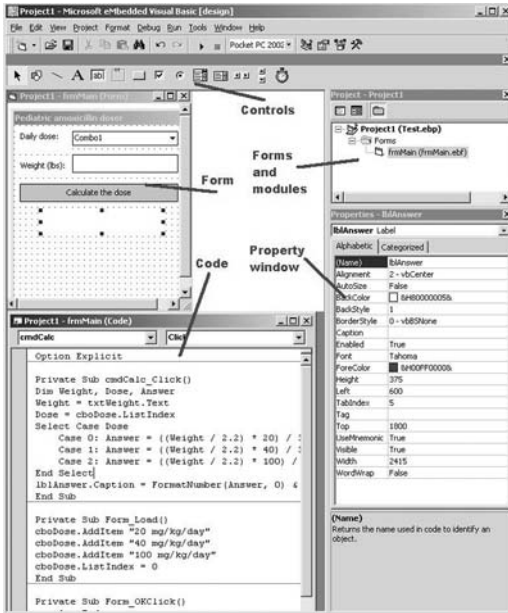 Project1 - Microsoft eMbedded Visual Basic [design]
File Edit View Project Format Debug Run Tools Window Help
Pocket PC 2002
A
ab|
Controls
Project1 - frmMain (Form)
Pediatric amoxicillin doser
Daily dose:
Combo1
Weight (lbs):
Calculate the dose
Form
Code
Project - Project1
Project1 (Test.ebp)
Forms
frmMain (frmMain.ebf)
Forms
and
modules
Property
window
Properties - lblAnswer
lblAnswer Label
Alphabetic Categorized
(Name) lblAnswer
Alignment 2 - vbCenter
AutoSize False
BackColor &H80000005&
BackStyle 1
BorderStyle 0 - vbBSNone
Caption
Enabled True
Font Tahoma
ForeColor &H00FF0000&
Height 375
Left 600
TabIndex 5
Tag
Top 1800
UseMnemonic True
Visible True
Width 2415
WordWrap False
(Name)
Returns the name used in code to identify an
object.
Project1 - frmMain (Code)
cmdCalc
Click
Option Explicit
Private Sub cmdCalc_Click()
Dim Weight, Dose, Answer
Weight = txtWeight.Text
Dose = cboDose.ListIndex
Select Case Dose
Case 0: Answer = ((Weight / 2.2) * 20) /
Case 1: Answer = ((Weight / 2.2) * 40) /
Case 2: Answer = ((Weight / 2.2) * 100) /
End Select
lblAnswer.Caption = FormatNumber(Answer, 0) &
End Sub
Private Sub Form_Load()
cboDose.AddItem "20 mg/kg/day"
cboDose.AddItem "40 mg/kg/day"
cboDose.AddItem "100 mg/kg/day"
cboDose.ListIndex = 0
End Sub
Private Sub Form_OKClick()